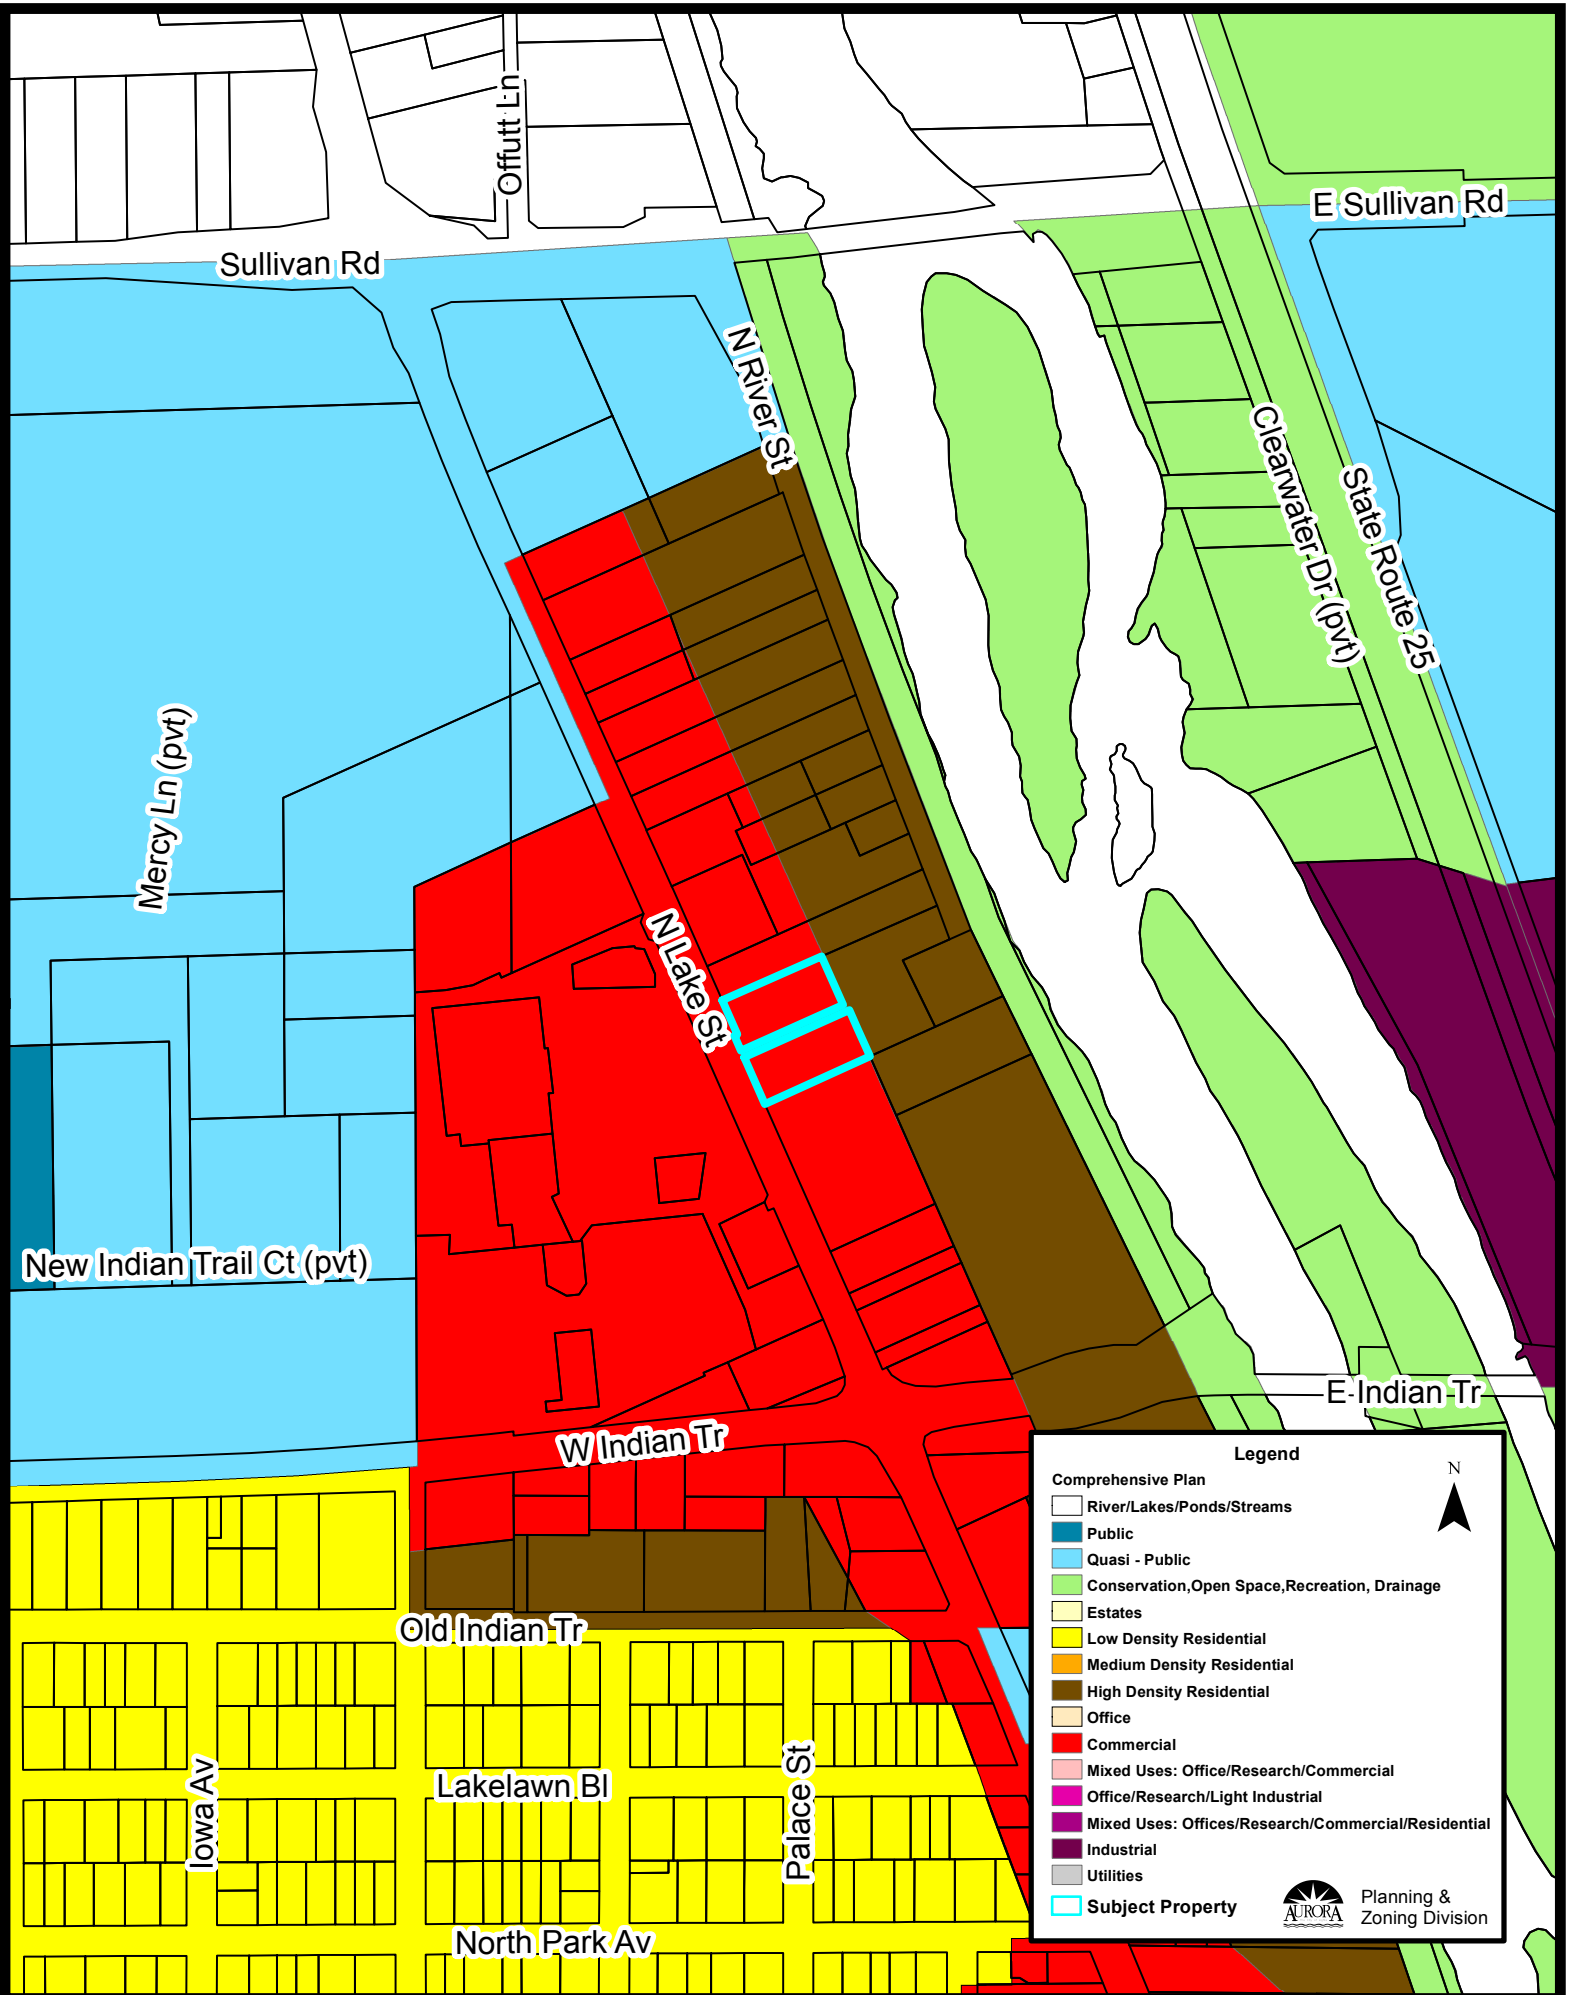 Offutt Ln
E Sullivan Rd
Sullivan Rd
N River St
Clearwater Dr (pvt)
State Route 25
Mercy Ln (pvt)
N Lake St
New Indian Trail Ct (pvt)
E Indian Tr
W Indian Tr
Old Indian Tr
Iowa Av
Lakelawn Bl
Palace St
North Park Av
Legend
Comprehensive Plan
N
River/Lakes/Ponds/Streams
Public
Quasi - Public
Conservation,Open Space,Recreation, Drainage
Estates
Low Density Residential
Medium Density Residential
High Density Residential
Office
Commercial
Mixed Uses: Office/Research/Commercial
Office/Research/Light Industrial
Mixed Uses: Offices/Research/Commercial/Residential
Industrial
Utilities
Subject Property
AURORA
Planning &
Zoning Division